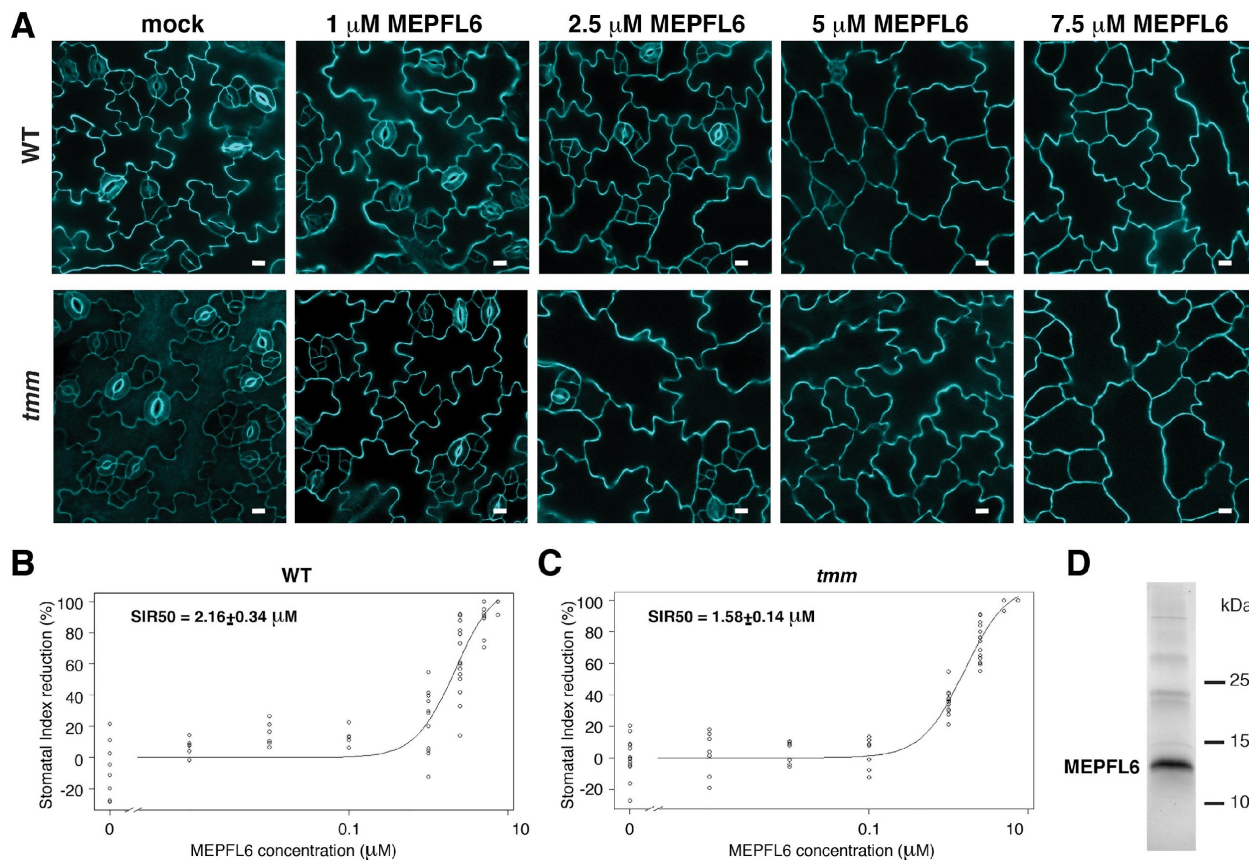 A
mock
1 μM MEPFL6
2.5 μM MEPFL6
5 μM MEPFL6
7.5 μM MEPFL6
WT
tmm
B
WT
SIR50 = 2.16±0.34 μM
Stomatal Index reduction (%)
100
80
60
40
20
0
-20
0
0.1
10
MEPFL6 concentration (μM)
C
tmm
SIR50 = 1.58±0.14 μM
Stomatal Index reduction (%)
100
80
60
40
20
0
-20
0
0.1
10
MEPFL6 concentration (μM)
D
kDa
25
15
MEPFL6
10